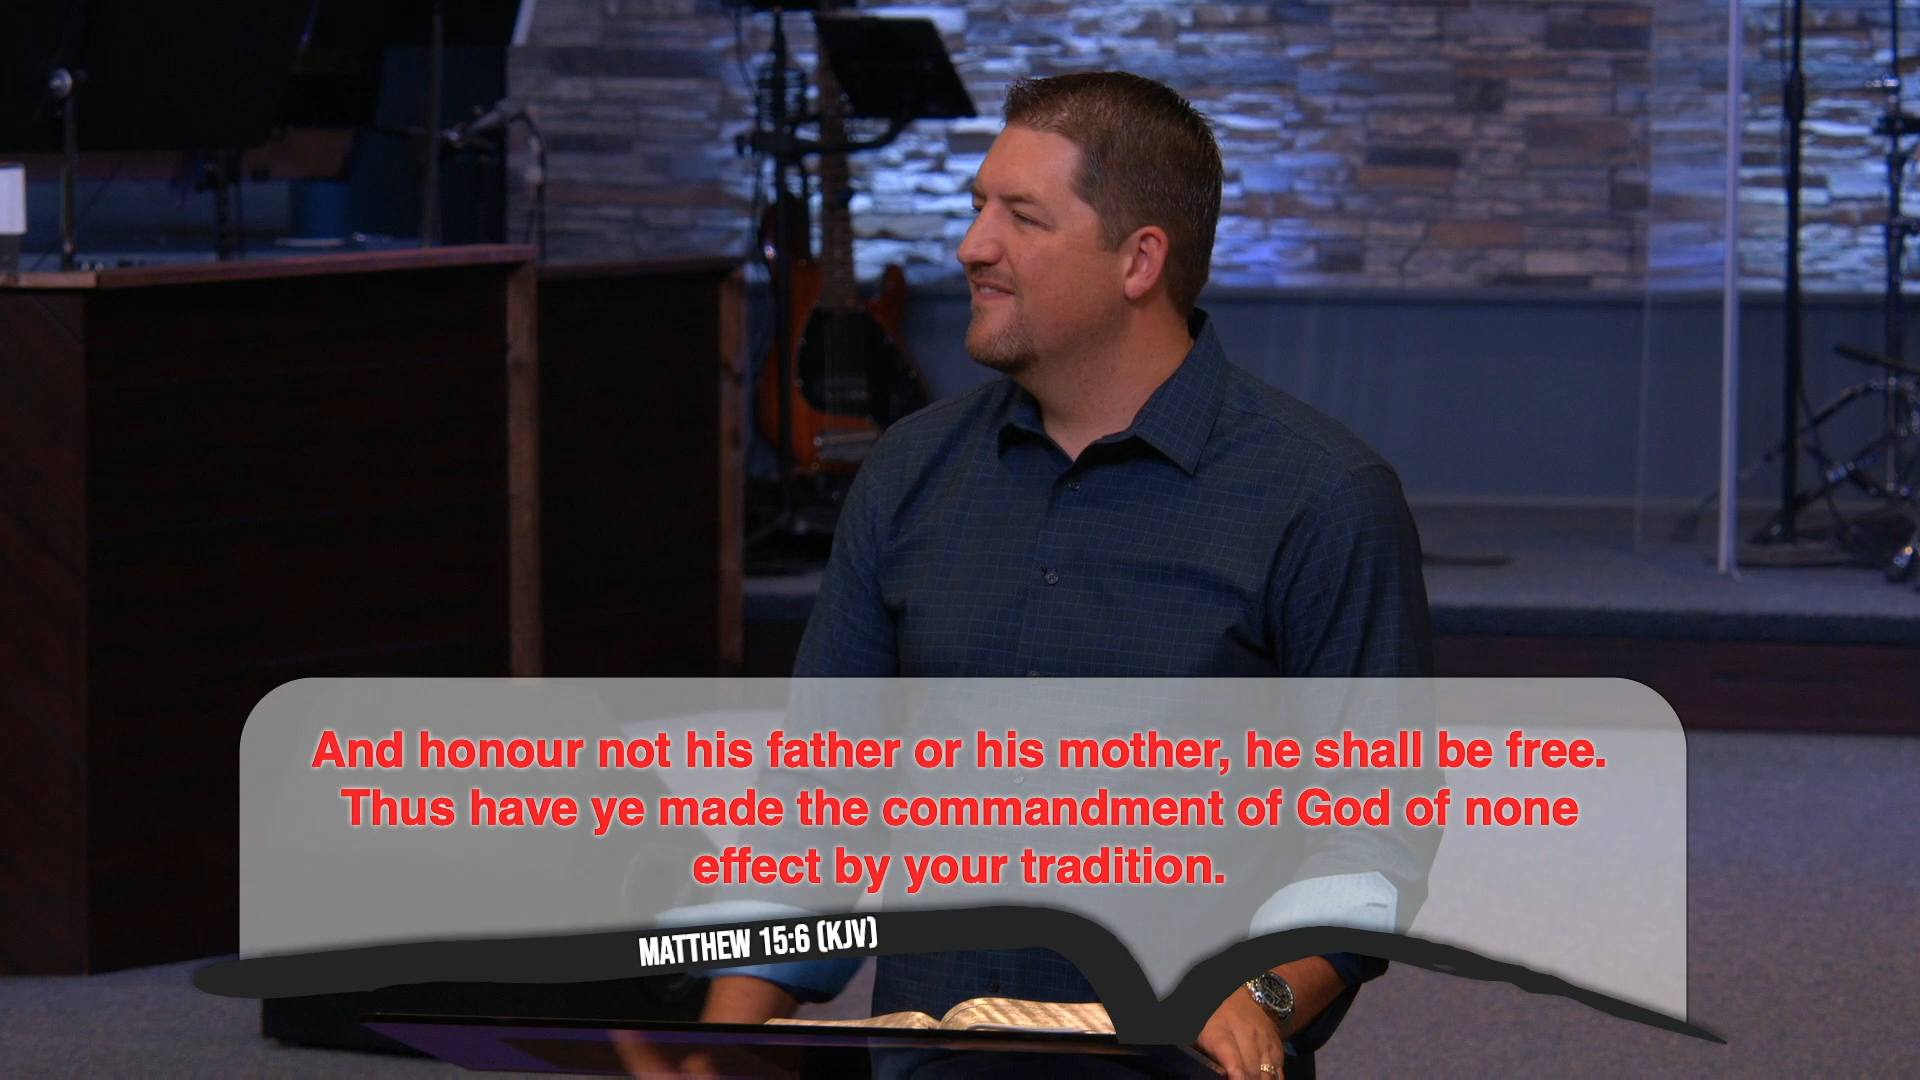 And honour not his father or his mother, he shall be free.
Thus have ye made the commandment of God of none
effect by your tradition.
MATTHEW 15:6 (KJV)